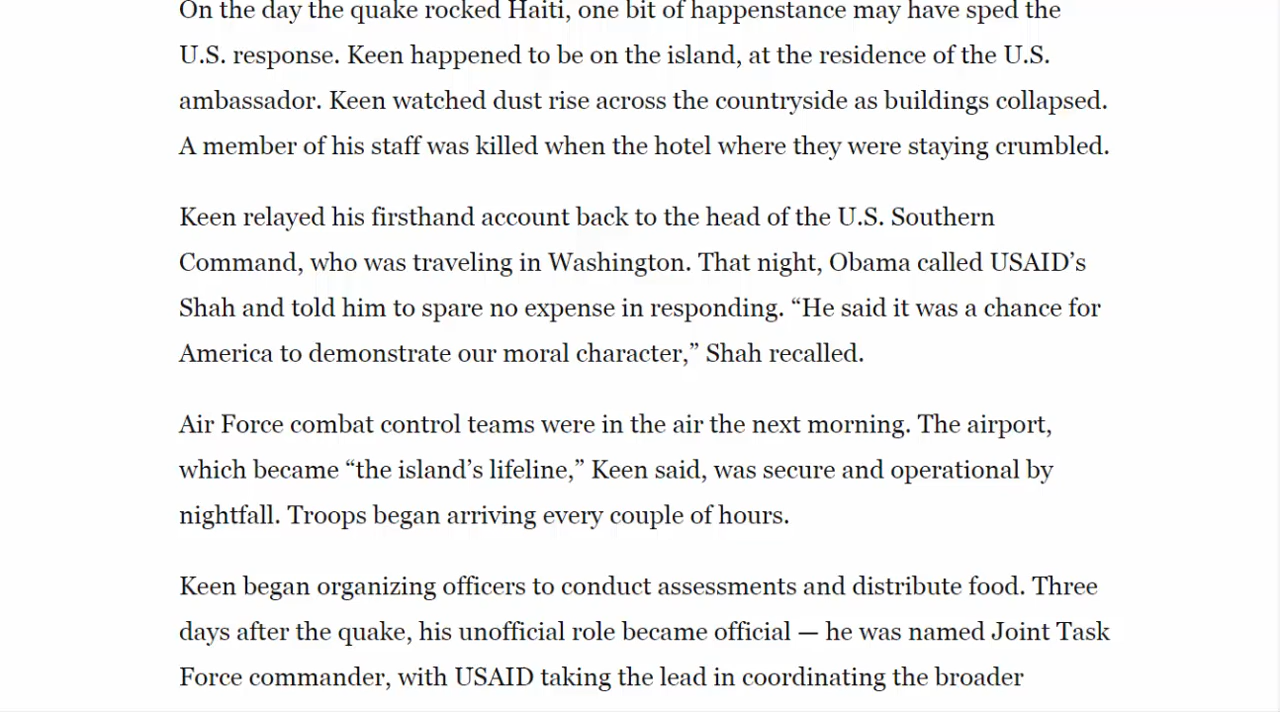 On the day the quake rocked Haiti, one bit of happenstance may have sped the
U.S. response. Keen happened to be on the island, at the residence of the U.S.
ambassador. Keen watched dust rise across the countryside as buildings collapsed.
A member of his staff was killed when the hotel where they were staying crumbled.
Keen relayed his firsthand account back to the head of the U.S. Southern
Command, who was traveling in Washington. That night, Obama called USAID’s
Shah and told him to spare no expense in responding. “He said it was a chance for
America to demonstrate our moral character,” Shah recalled.
Air Force combat control teams were in the air the next morning. The airport,
which became “the island’s lifeline,” Keen said, was secure and operational by
nightfall. Troops began arriving every couple of hours.
Keen began organizing officers to conduct assessments and distribute food. Three
days after the quake, his unofficial role became official — he was named Joint Task
Force commander, with USAID taking the lead in coordinating the broader